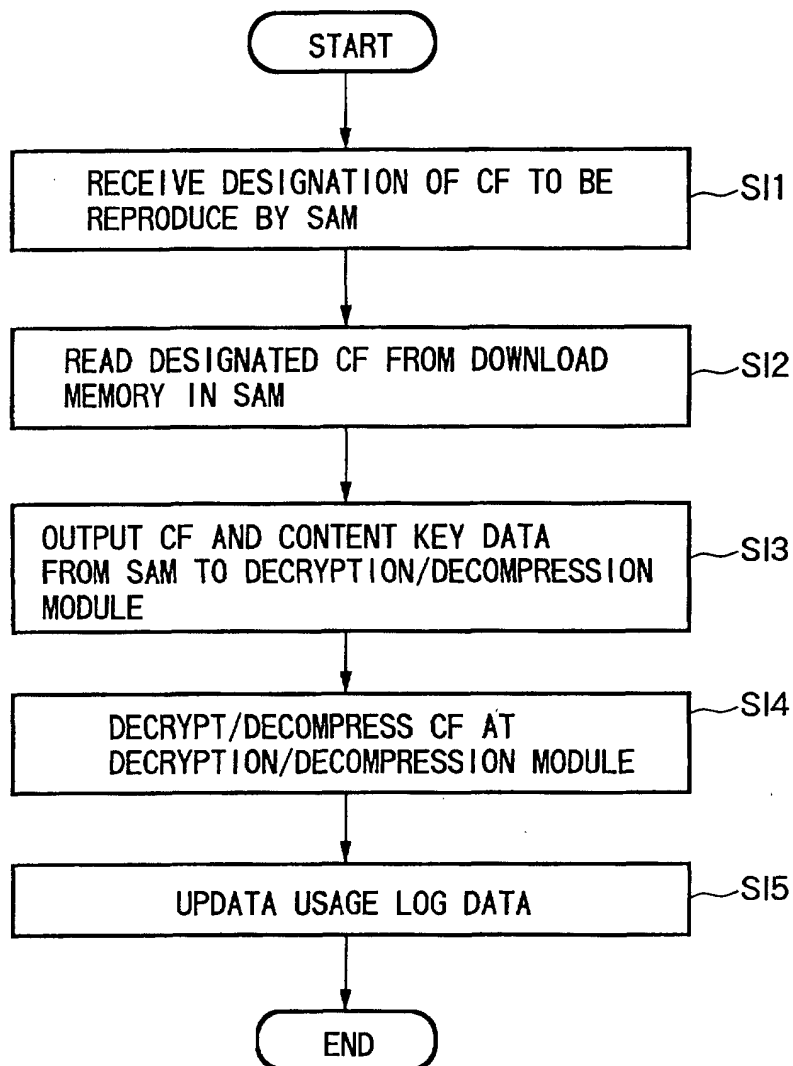 START
RECEIVE DESIGNATION OF CF TO BE
REPRODUCE BY SAM
SI1
READ DESIGNATED CF FROM DOWNLOAD
MEMORY IN SAM
SI2
OUTPUT CF AND CONTENT KEY DATA
FROM SAM TO DECRYPTION/DECOMPRESSION
MODULE
SI3
DECRYPT/DECOMPRESS CF AT
DECRYPTION/DECOMPRESSION MODULE
SI4
UPDATA USAGE LOG DATA
SI5
END